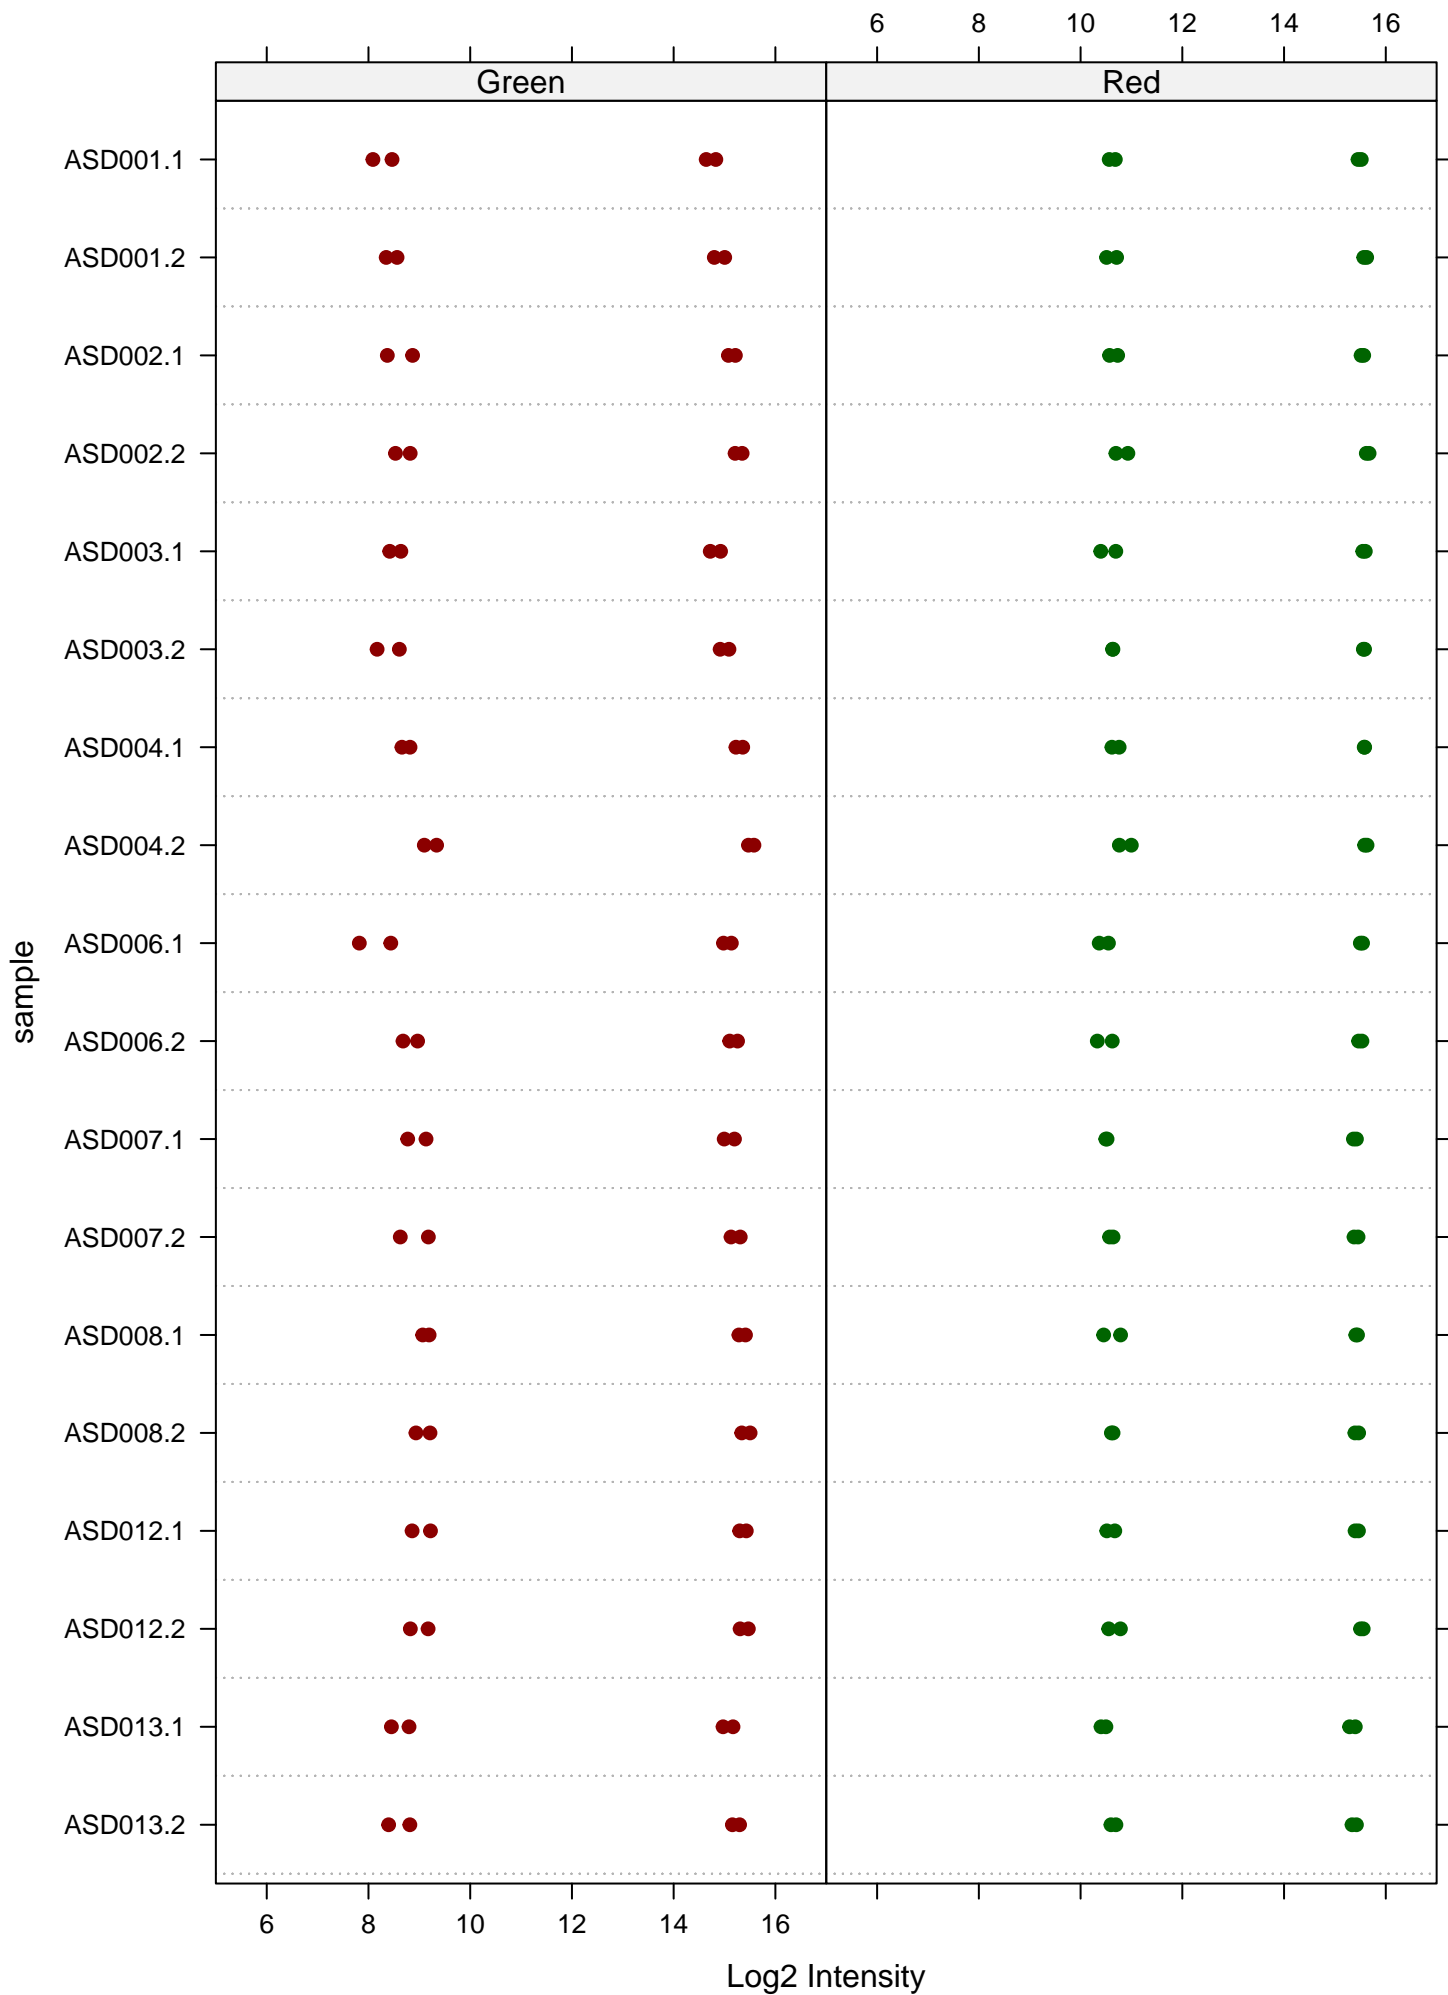 6 8 10 12 14 16
Green Red
ASD001.1
ASD001.2
ASD002.1
ASD002.2
ASD003.1
ASD003.2
ASD004.1
ASD004.2
ASD006.1
ASD006.2
ASD007.1
ASD007.2
ASD008.1
ASD008.2
ASD012.1
ASD012.2
ASD013.1
ASD013.2
sample
6 8 10 12 14 16
Log2 Intensity